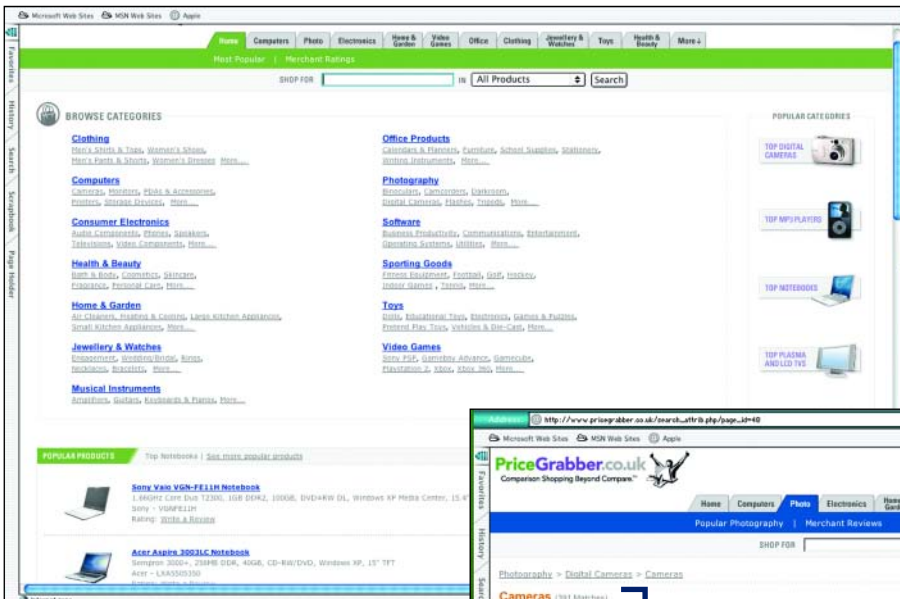 Microsoft Web Sites MSN Web Sites Apple
Favorites
History
Search
Scrapbook
Page Holder
Home Computers Photo Electronics Home & Garden Video Games Office Clothing Jewellery & Watches Toys Health & Beauty More↓
Most Popular | Merchant Ratings
SHOP FOR IN All Products Search
BROWSE CATEGORIES
Clothing
Men's Shirts & Tops, Women's Shoes,
Men's Pants & Shorts, Women's Dresses More...
Computers
Cameras, Monitors, PDAs & Accessories,
Printers, Storage Devices, More...
Consumer Electronics
Audio Components, Phones, Speakers,
Televisions, Video Components, More...
Health & Beauty
Bath & Body, Cosmetics, Skincare,
Fragrance, Personal Care, More...
Home & Garden
Air Cleaners, Heating & Cooling, Large Kitchen Appliances,
Small Kitchen Appliances, More...
Jewellery & Watches
Engagement, Wedding/Bridal, Rings,
Necklaces, Bracelets, More...
Musical Instruments
Amplifiers, Guitars, Keyboards & Pianos, More...
Office Products
Calendars & Planners, Furniture, School Supplies, Stationery,
Writing Instruments, More...
Photography
Binoculars, Camcorders, Darkroom,
Digital Cameras, Flashes, Tripods, More...
Software
Business Productivity, Communications, Entertainment,
Operating Systems, Utilities, More...
Sporting Goods
Fitness Equipment, Football, Golf, Hockey,
Indoor Games, Tennis, More...
Toys
Dolls, Educational Toys, Electronics, Games & Puzzles,
Pretend Play Toys, Vehicles & Die-Cast, More...
Video Games
Sony PSP, Gameboy Advance, Gamecube,
Playstation 2, Xbox, Xbox 360, More...
POPULAR CATEGORIES
TOP DIGITAL
CAMERAS
TOP MP3 PLAYERS
TOP NOTEBOOKS
TOP PLASMA
AND LCD TVS
POPULAR PRODUCTS Top Notebooks | See more popular products
Sony Vaio VGN-FE11H Notebook
1.66GHz Core Duo T2300, 1GB DDR2, 100GB, DVD±RW DL, Windows XP Media Center, 15.4"
Sony - VGNFE11H
Rating: Write a Review
Acer Aspire 3003LC Notebook
Sempron 3000+, 256MB DDR, 40GB, CD-RW/DVD, Windows XP, 15" TFT
Acer - LXA5505350
Address http://www.pricegrabber.co.uk/search_attrib.php/page_id=48
Microsoft Web Sites MSN Web Sites Apple
Favorites
History
PriceGrabber.co.uk
Comparison Shopping Beyond Compare.™
Home Computers Photo Electronics
Popular Photography | Merchant Reviews
SHOP FOR
Photography > Digital Cameras > Cameras
Cameras (391 Matches)